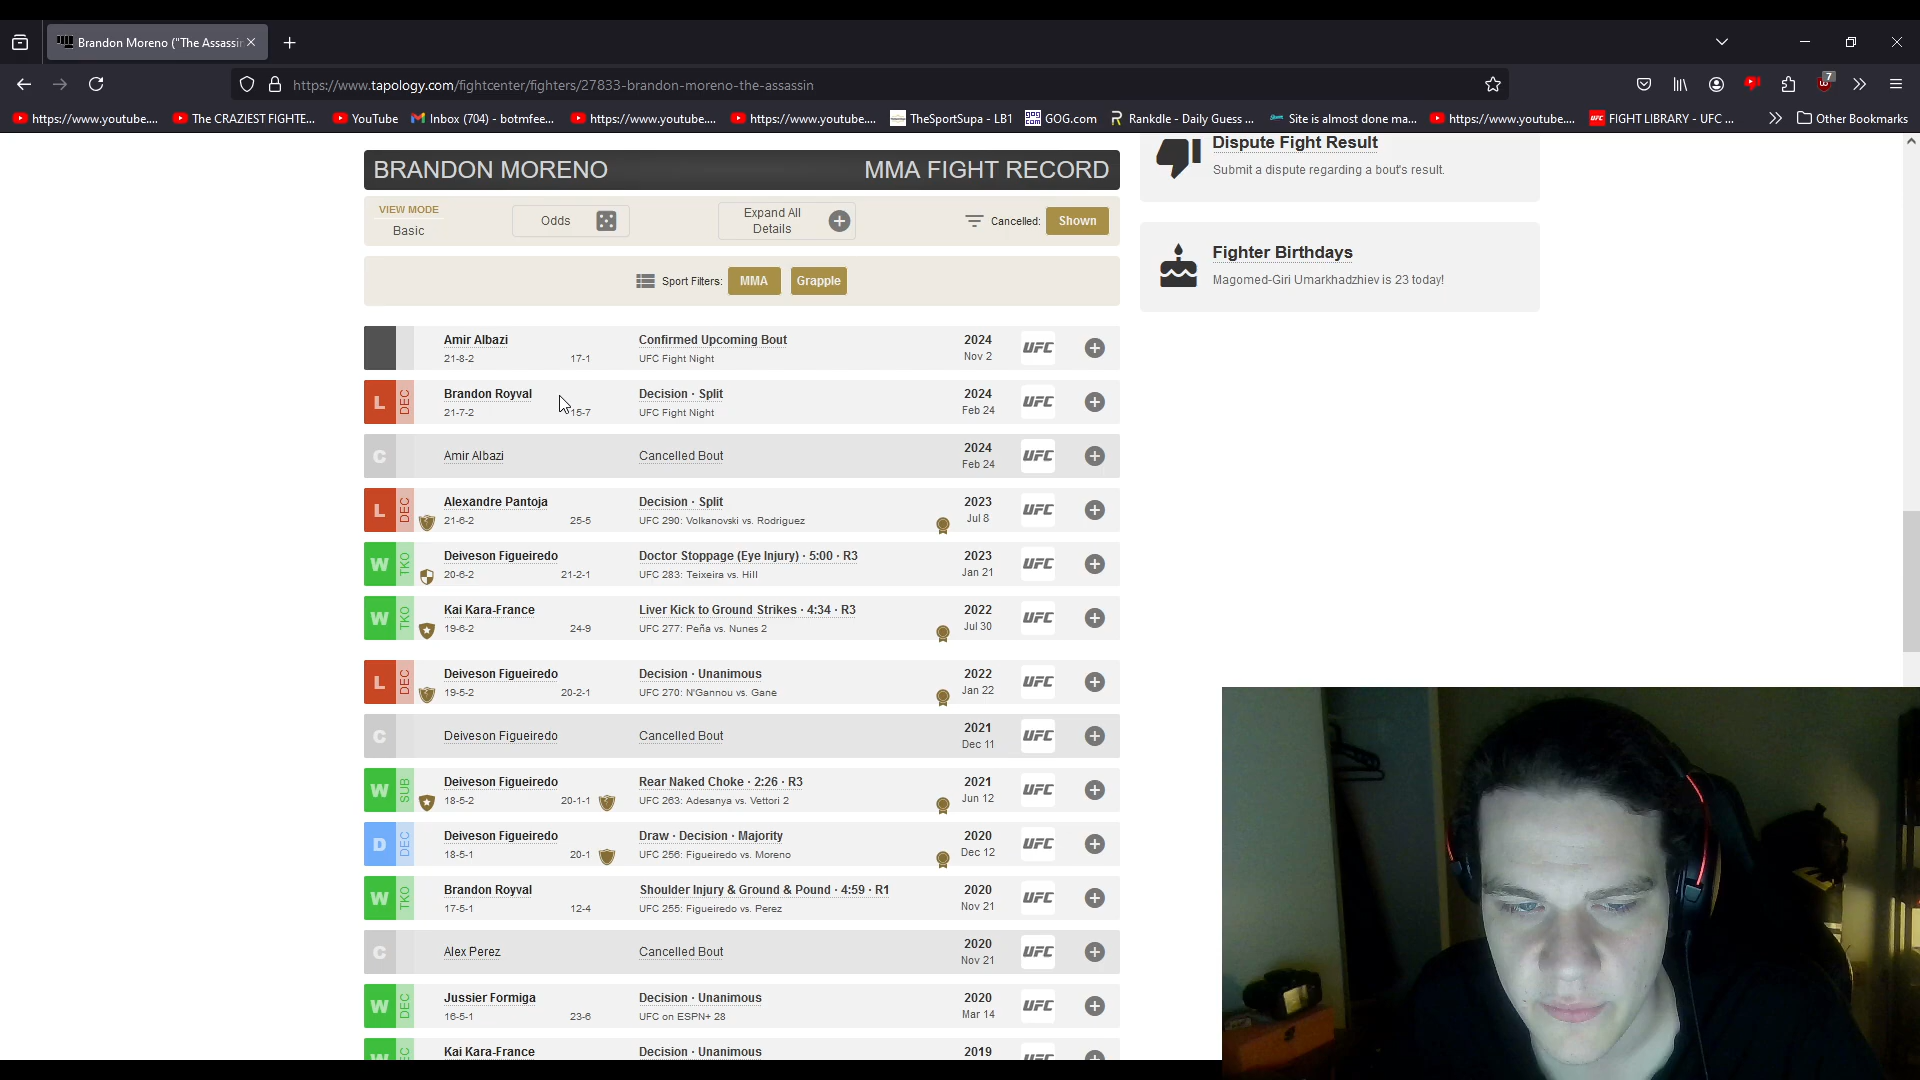 Brandon Moreno ("The Assassin
https://www.tapology.com/fightcenter/fighters/27833-brandon-moreno-the-assassin
7
https://www.youtube....
The CRAZIEST FIGHTE...
YouTube
Inbox (704) - botmfee...
https://www.youtube....
https://www.youtube....
TheSportSupa - LB1
GOG.com
Rankdle - Daily Guess ...
Site is almost done ma...
https://www.youtube....
FIGHT LIBRARY - UFC ...
Other Bookmarks
BRANDON MORENO MMA FIGHT RECORD
VIEW MODE
Basic
Odds
Expand All
Details
Cancelled: Shown
Sport Filters: MMA Grapple
Dispute Fight Result
Submit a dispute regarding a bout's result.
Fighter Birthdays
Magomed-Giri Umarkhadzhiev is 23 today!
Amir Albazi Confirmed Upcoming Bout 2024
21-8-2 17-1 UFC Fight Night Nov 2 UFC
L DEC Brandon Royval Decision · Split 2024
21-7-2 15-7 UFC Fight Night Feb 24 UFC
C Amir Albazi Cancelled Bout 2024
Feb 24 UFC
L DEC Alexandre Pantoja Decision · Split 2023
21-6-2 25-5 UFC 290: Volkanovski vs. Rodriguez Jul 8 UFC
W TKO Deiveson Figueiredo Doctor Stoppage (Eye Injury) · 5:00 · R3 2023
20-6-2 21-2-1 UFC 283: Teixeira vs. Hill Jan 21 UFC
W TKO Kai Kara-France Liver Kick to Ground Strikes · 4:34 · R3 2022
19-6-2 24-9 UFC 277: Peña vs. Nunes 2 Jul 30 UFC
L DEC Deiveson Figueiredo Decision · Unanimous 2022
19-5-2 20-2-1 UFC 270: N'Gannou vs. Gane Jan 22 UFC
C Deiveson Figueiredo Cancelled Bout 2021
Dec 11 UFC
W SUB Deiveson Figueiredo Rear Naked Choke · 2:26 · R3 2021
18-5-2 20-1-1 UFC 263: Adesanya vs. Vettori 2 Jun 12 UFC
D DEC Deiveson Figueiredo Draw · Decision · Majority 2020
18-5-1 20-1 UFC 256: Figueiredo vs. Moreno Dec 12 UFC
W TKO Brandon Royval Shoulder Injury & Ground & Pound · 4:59 · R1 2020
17-5-1 12-4 UFC 255: Figueiredo vs. Perez Nov 21 UFC
C Alex Perez Cancelled Bout 2020
Nov 21 UFC
W DEC Jussier Formiga Decision · Unanimous 2020
16-5-1 23-6 UFC on ESPN+ 28 Mar 14 UFC
Kai Kara-France Decision · Unanimous 2019